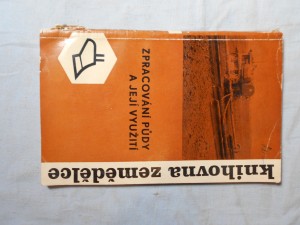 ZPRACOVÁNÍ PŮDY
A JEJÍ VYUŽITÍ
knihovna zemědělce